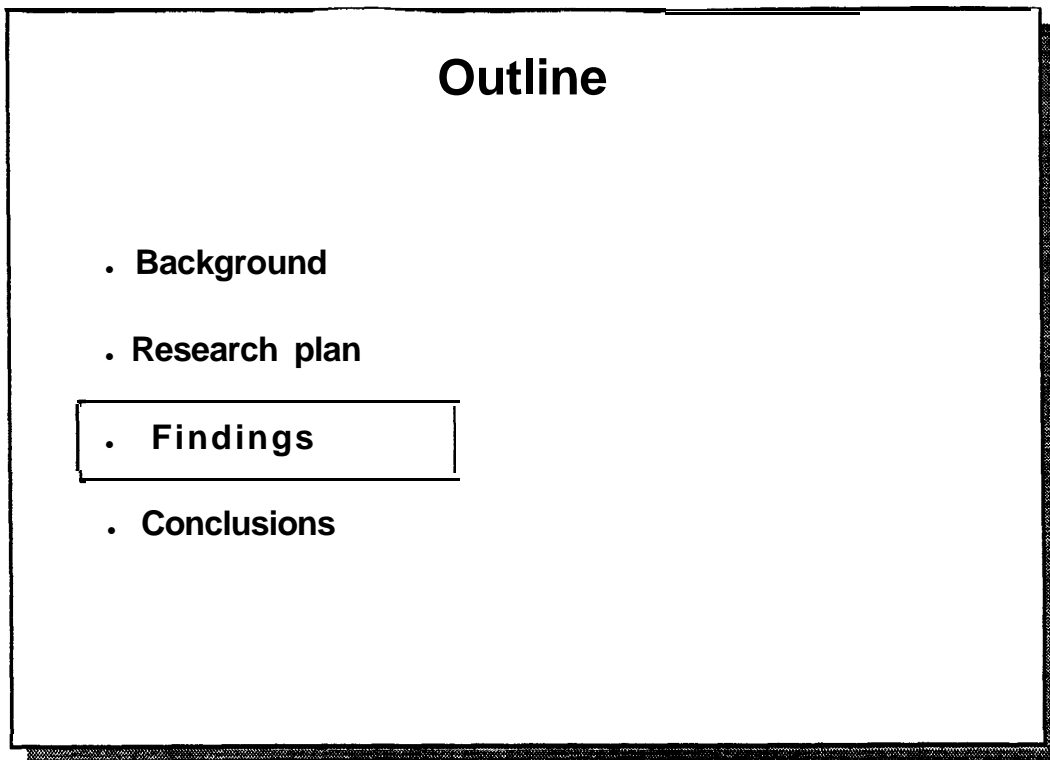 Outline
. Background
. Research plan
. Findings
. Conclusions